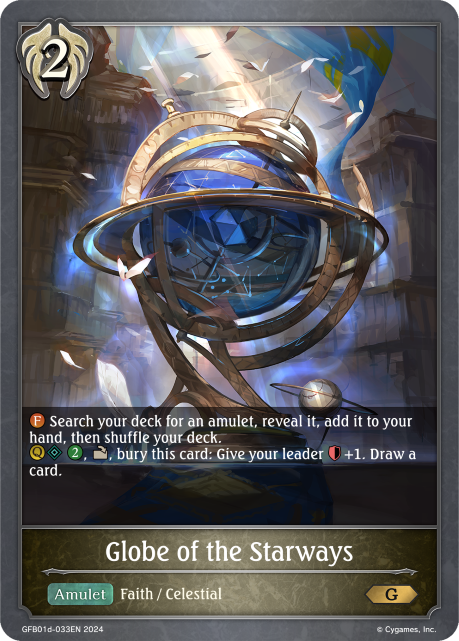 2
F Search your deck for an amulet, reveal it, add it to your
hand, then shuffle your deck.
Q 2, , bury this card: Give your leader +1. Draw a
card.
Globe of the Starways
Amulet Faith / Celestial G
GFB01d-033EN 2024 © Cygames, Inc.